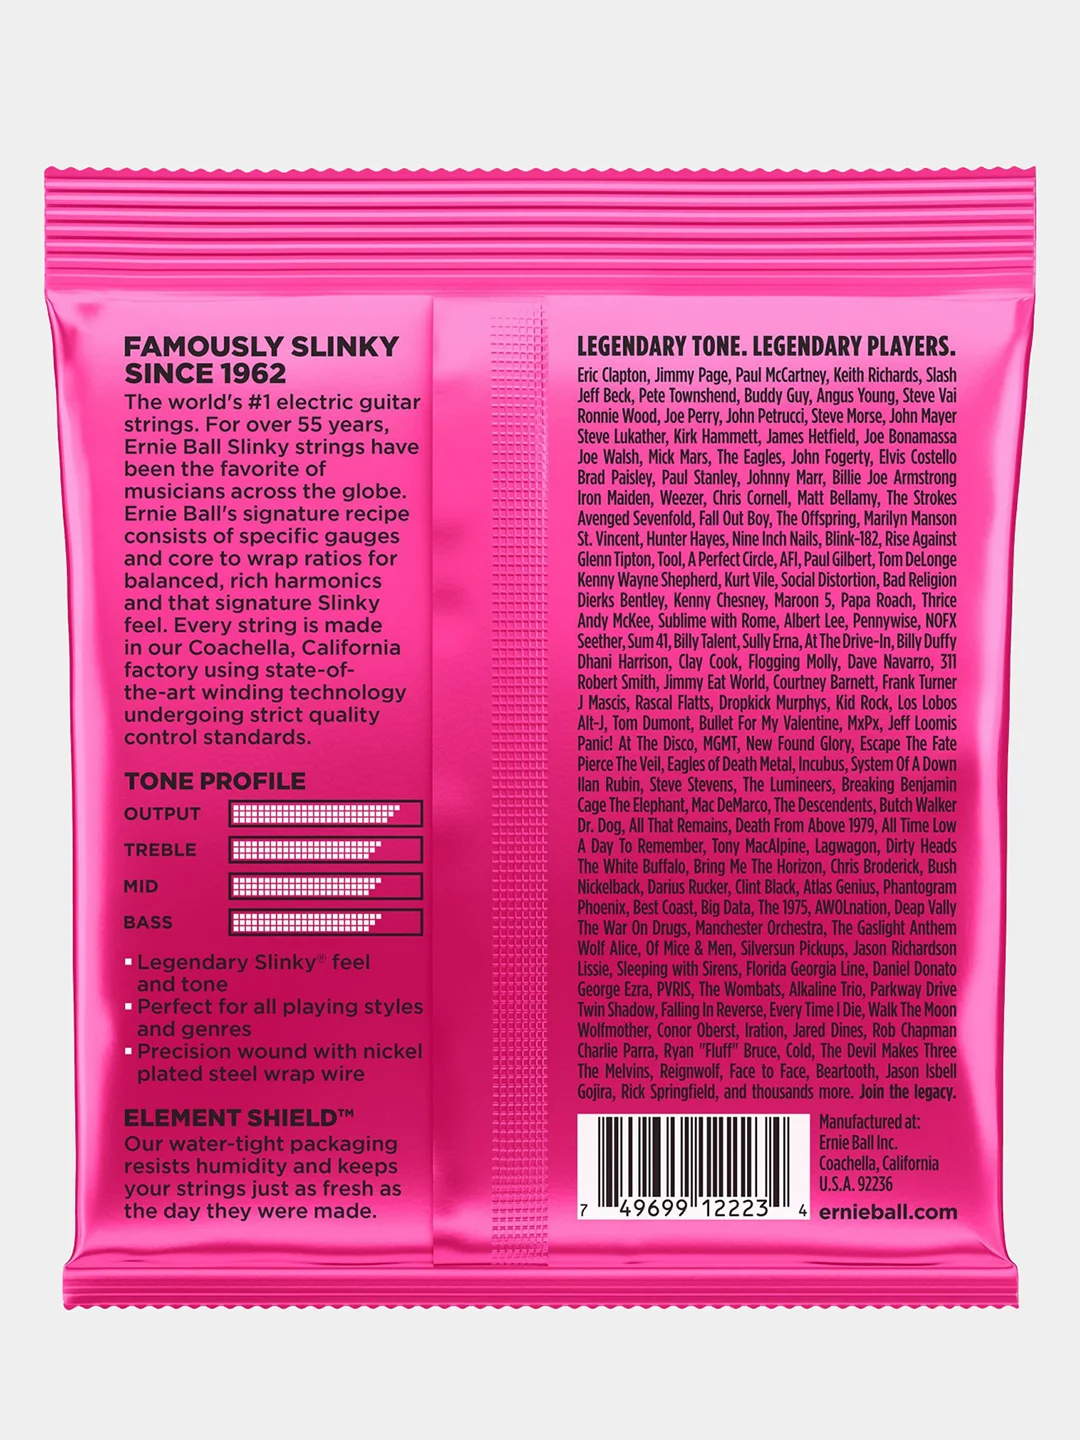 FAMOUSLY SLINKY
SINCE 1962
The world's #1 electric guitar
strings. For over 55 years,
Ernie Ball Slinky strings have
been the favorite of
musicians across the globe.
Ernie Ball's signature recipe
consists of specific gauges
and core to wrap ratios for
balanced, rich harmonics
and that signature Slinky
feel. Every string is made
in our Coachella, California
factory using state-of-
the-art winding technology
undergoing strict quality
control standards.
TONE PROFILE
OUTPUT
TREBLE
MID
BASS
▪ Legendary Slinky® feel
and tone
▪ Perfect for all playing styles
and genres
▪ Precision wound with nickel
plated steel wrap wire
ELEMENT SHIELD™
Our water-tight packaging
resists humidity and keeps
your strings just as fresh as
the day they were made.
LEGENDARY TONE. LEGENDARY PLAYERS.
Eric Clapton, Jimmy Page, Paul McCartney, Keith Richards, Slash
Jeff Beck, Pete Townshend, Buddy Guy, Angus Young, Steve Vai
Ronnie Wood, Joe Perry, John Petrucci, Steve Morse, John Mayer
Steve Lukather, Kirk Hammett, James Hetfield, Joe Bonamassa
Joe Walsh, Mick Mars, The Eagles, John Fogerty, Elvis Costello
Brad Paisley, Paul Stanley, Johnny Marr, Billie Joe Armstrong
Iron Maiden, Weezer, Chris Cornell, Matt Bellamy, The Strokes
Avenged Sevenfold, Fall Out Boy, The Offspring, Marilyn Manson
St. Vincent, Hunter Hayes, Nine Inch Nails, Blink-182, Rise Against
Glenn Tipton, Tool, A Perfect Circle, AFI, Paul Gilbert, Tom DeLonge
Kenny Wayne Shepherd, Kurt Vile, Social Distortion, Bad Religion
Dierks Bentley, Kenny Chesney, Maroon 5, Papa Roach, Thrice
Andy McKee, Sublime with Rome, Albert Lee, Pennywise, NOFX
Seether, Sum 41, Billy Talent, Sully Erna, At The Drive-In, Billy Duffy
Dhani Harrison, Clay Cook, Flogging Molly, Dave Navarro, 311
Robert Smith, Jimmy Eat World, Courtney Barnett, Frank Turner
J Mascis, Rascal Flatts, Dropkick Murphys, Kid Rock, Los Lobos
Alt-J, Tom Dumont, Bullet For My Valentine, MxPx, Jeff Loomis
Panic! At The Disco, MGMT, New Found Glory, Escape The Fate
Pierce The Veil, Eagles of Death Metal, Incubus, System Of A Down
Ilan Rubin, Steve Stevens, The Lumineers, Breaking Benjamin
Cage The Elephant, Mac DeMarco, The Descendents, Butch Walker
Dr. Dog, All That Remains, Death From Above 1979, All Time Low
A Day To Remember, Tony MacAlpine, Lagwagon, Dirty Heads
The White Buffalo, Bring Me The Horizon, Chris Broderick, Bush
Nickelback, Darius Rucker, Clint Black, Atlas Genius, Phantogram
Phoenix, Best Coast, Big Data, The 1975, AWOLnation, Deap Vally
The War On Drugs, Manchester Orchestra, The Gaslight Anthem
Wolf Alice, Of Mice & Men, Silversun Pickups, Jason Richardson
Lissie, Sleeping with Sirens, Florida Georgia Line, Daniel Donato
George Ezra, PVRIS, The Wombats, Alkaline Trio, Parkway Drive
Twin Shadow, Falling In Reverse, Every Time I Die, Walk The Moon
Wolfmother, Conor Oberst, Iration, Jared Dines, Rob Chapman
Charlie Parra, Ryan "Fluff" Bruce, Cold, The Devil Makes Three
The Melvins, Reignwolf, Face to Face, Beartooth, Jason Isbell
Gojira, Rick Springfield, and thousands more. Join the legacy.
7 49699 12223 4
Manufactured at:
Ernie Ball Inc.
Coachella, California
U.S.A. 92236
ernieball.com